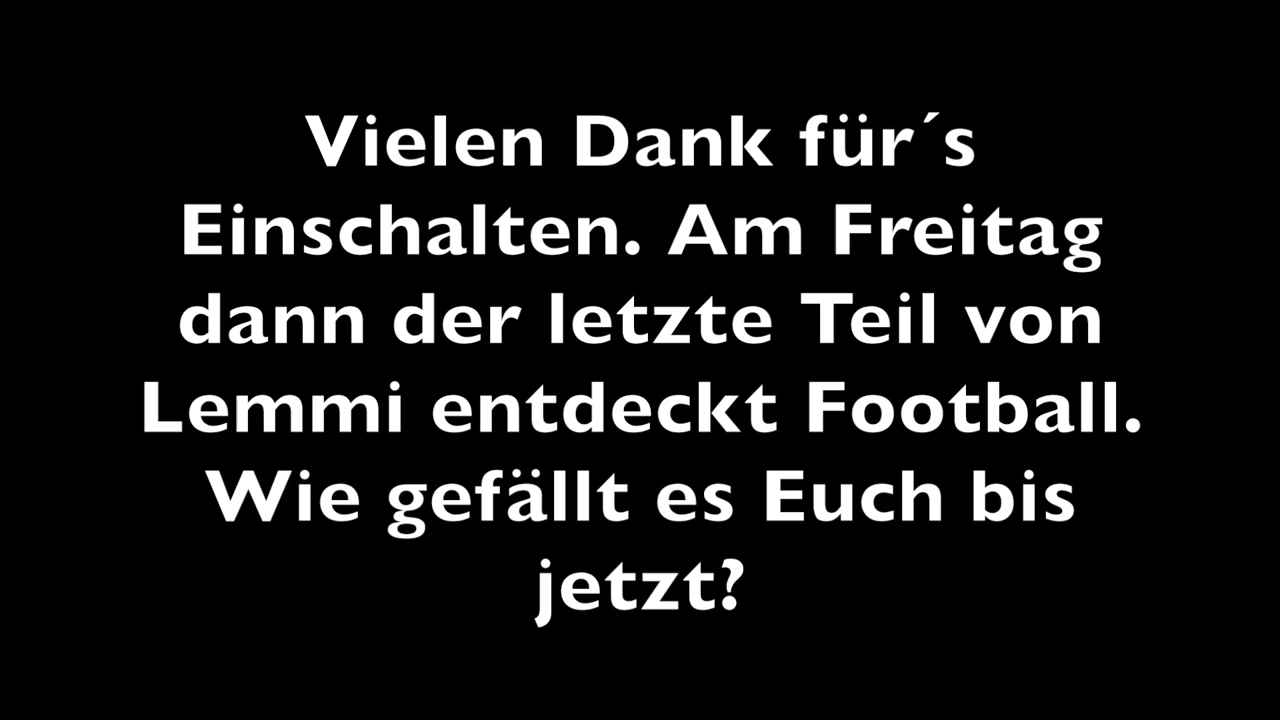 Vielen Dank für´s
Einschalten. Am Freitag
dann der letzte Teil von
Lemmi entdeckt Football.
Wie gefällt es Euch bis
jetzt?